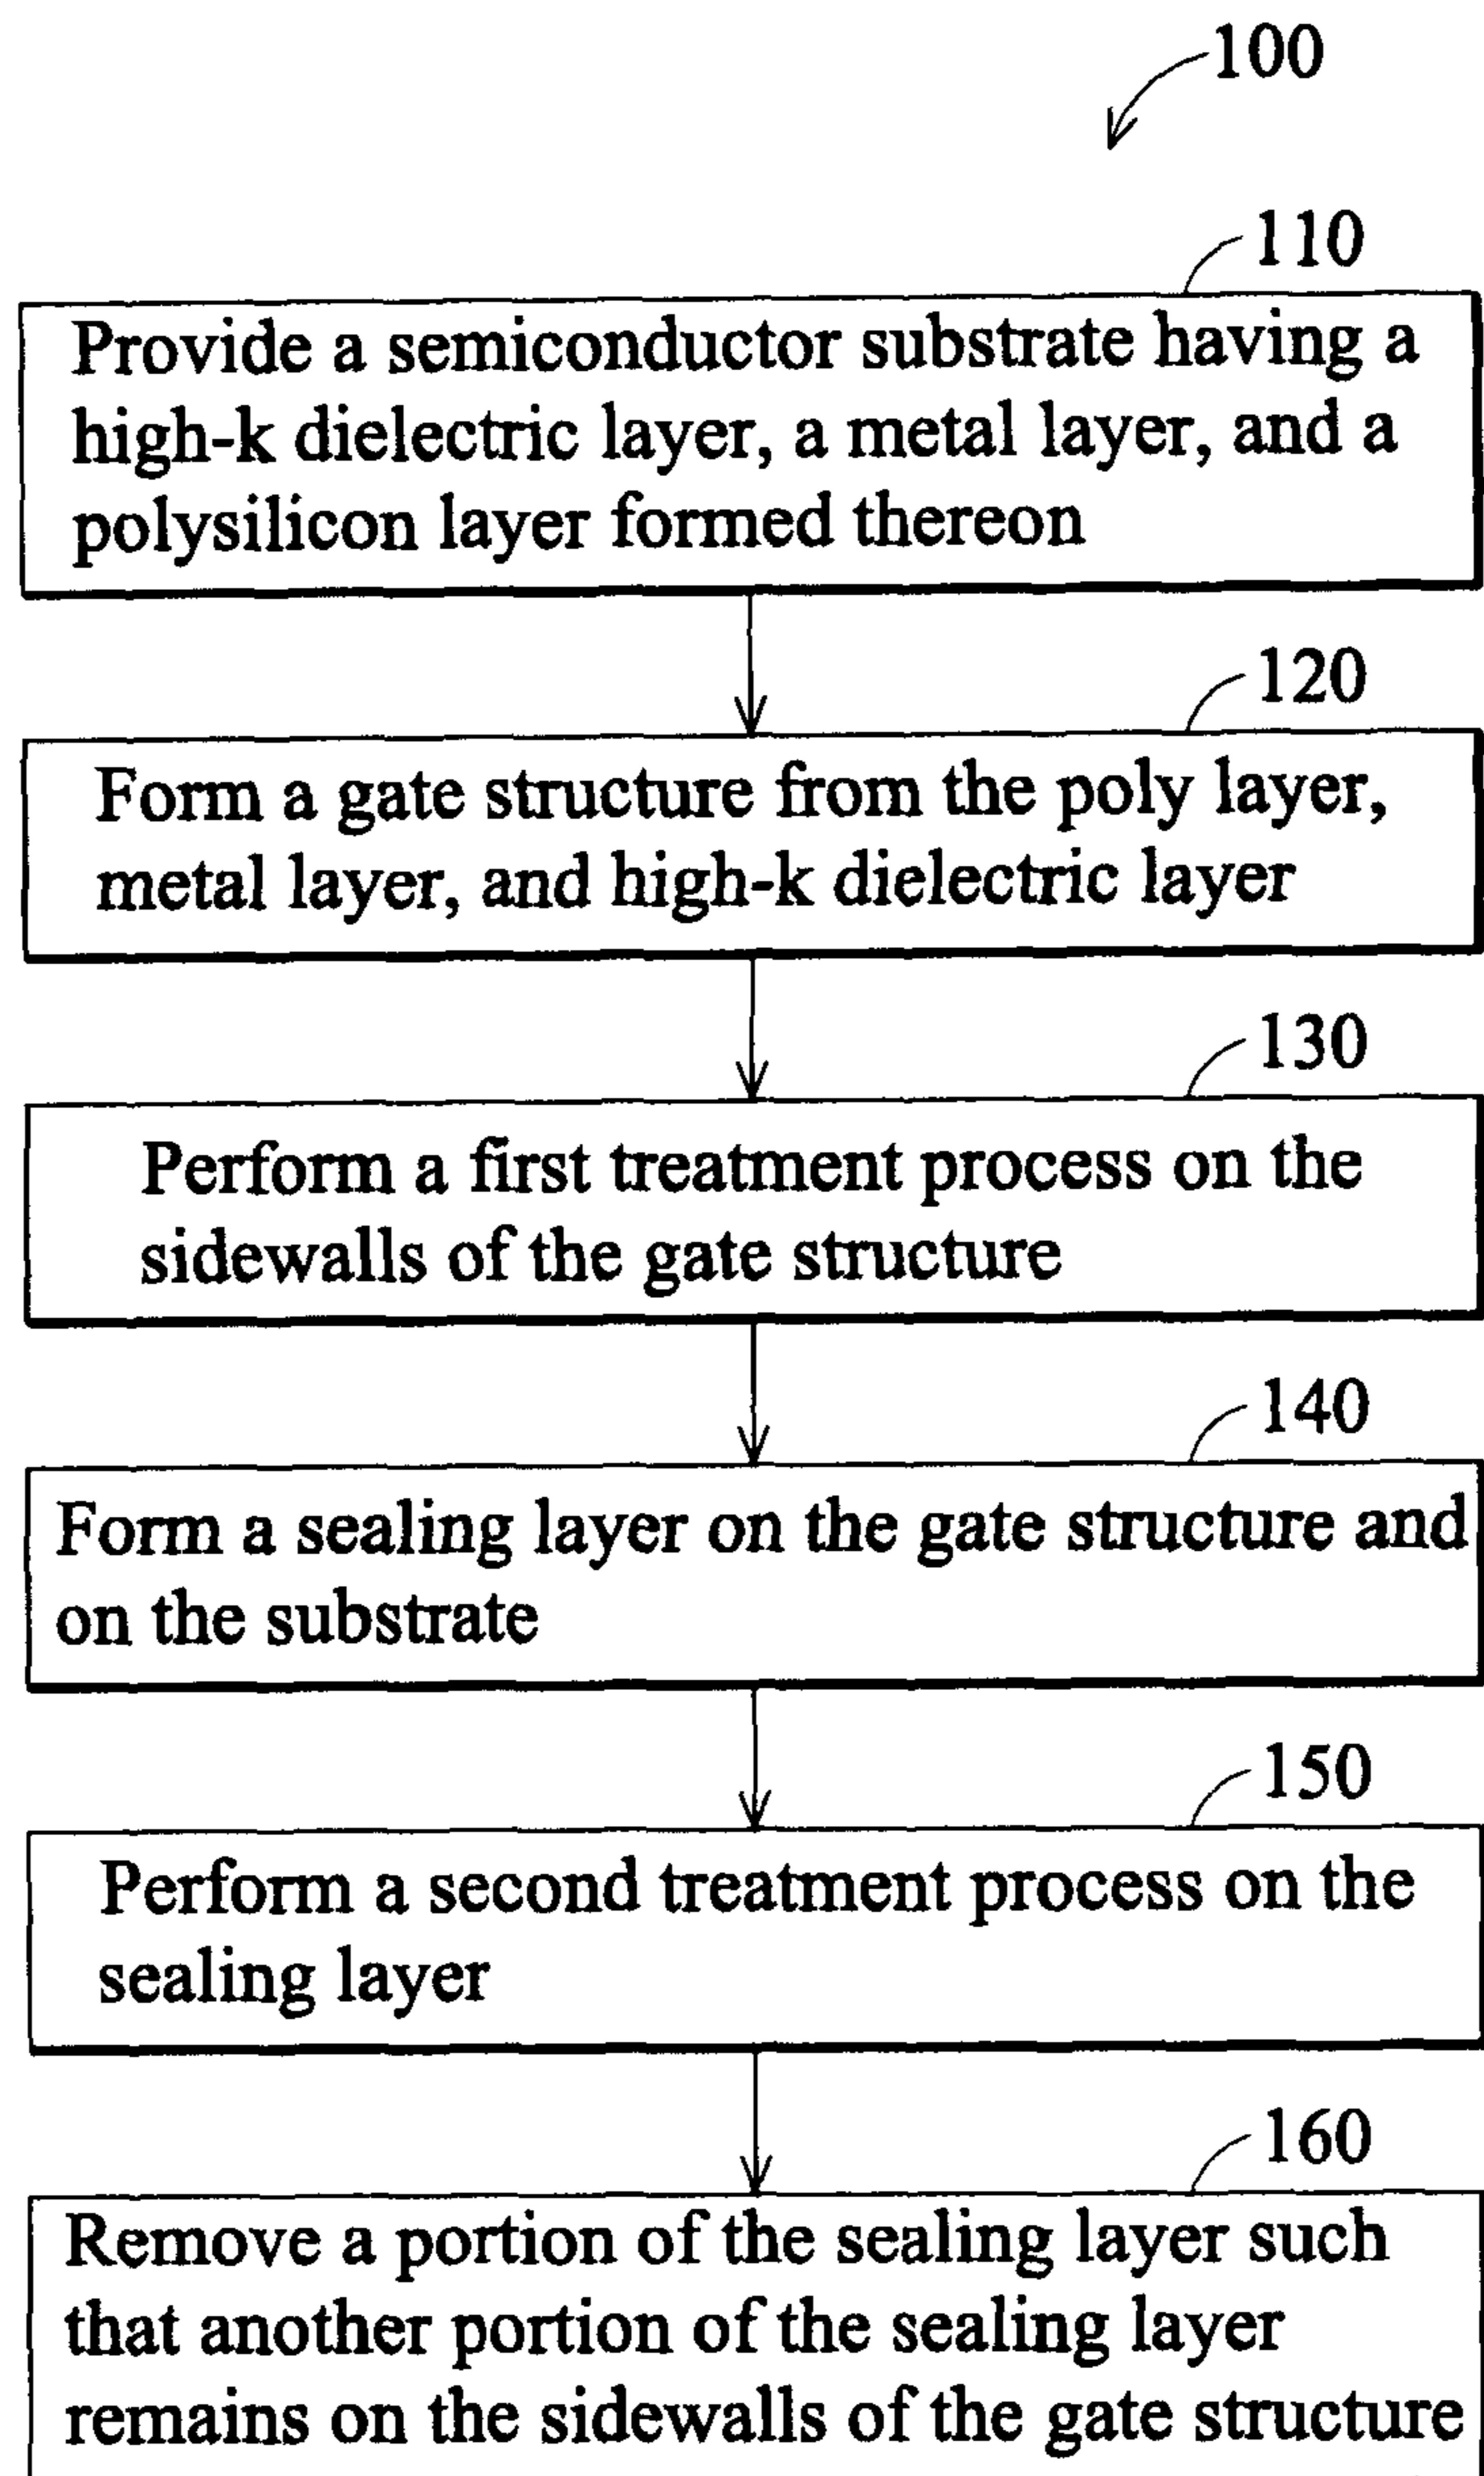 100
110
Provide a semiconductor substrate having a
high-k dielectric layer, a metal layer, and a
polysilicon layer formed thereon
120
Form a gate structure from the poly layer,
metal layer, and high-k dielectric layer
130
Perform a first treatment process on the
sidewalls of the gate structure
140
Form a sealing layer on the gate structure and
on the substrate
150
Perform a second treatment process on the
sealing layer
160
Remove a portion of the sealing layer such
that another portion of the sealing layer
remains on the sidewalls of the gate structure